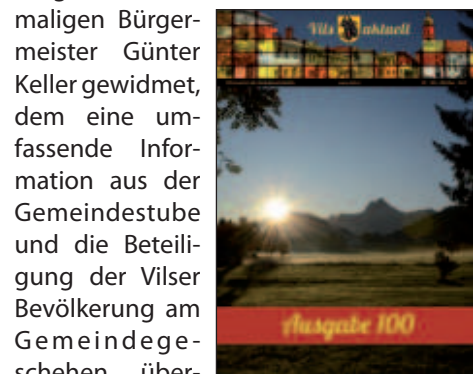 maligen Bürger-
meister Günter
Keller gewidmet,
dem eine um-
fassende Infor-
mation aus der
Gemeindestube
und die Beteili-
gung der Vilser
Bevölkerung am
Gemeindege-
schehen über-
Vils aktuell
Ausgabe 100